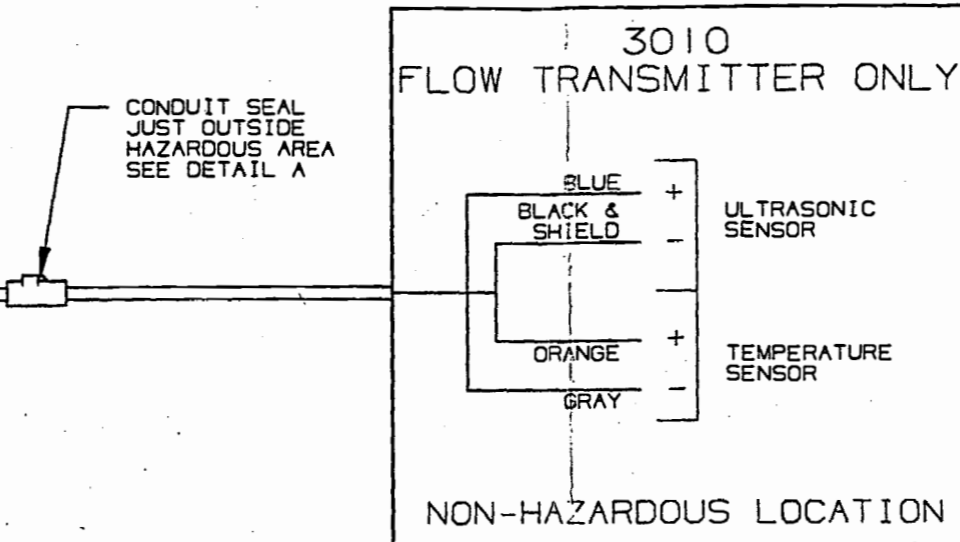 3010
FLOW TRANSMITTER ONLY
CONDUIT SEAL
JUST OUTSIDE
HAZARDOUS AREA
SEE DETAIL A
BLUE
+
BLACK &
SHIELD
-
ULTRASONIC
SENSOR
ORANGE
+
GRAY
-
TEMPERATURE
SENSOR
NON-HAZARDOUS LOCATION